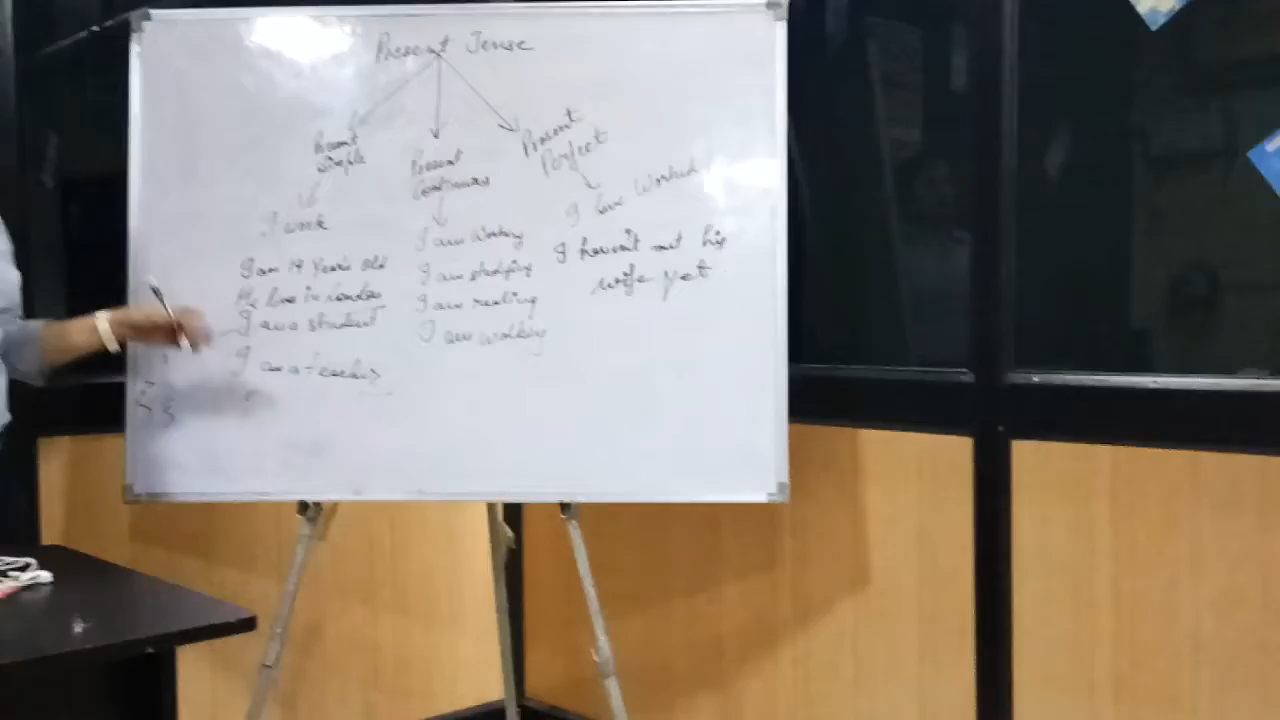 Present Tense
Present
Simple
I work
I am 19 years old
He live in London
I am a student
I am a teacher
Present
Continuous
I am working
I am studying
I am reading
I am walking
Present
Perfect
I have Worked
I haven't met his
wife yet